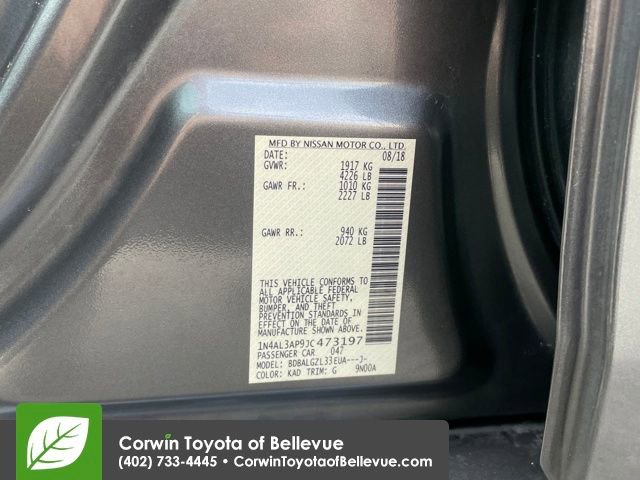 MFD BY NISSAN MOTOR CO., LTD.
DATE: 08/18
GVWR: 1917 KG
4226 LB
GAWR FR.: 1010 KG
2227 LB
GAWR RR.: 940 KG
2072 LB
THIS VEHICLE CONFORMS TO
ALL APPLICABLE FEDERAL
MOTOR VEHICLE SAFETY,
BUMPER, AND THEFT
PREVENTION STANDARDS IN
EFFECT ON THE DATE OF
MANUFACTURE SHOWN ABOVE.
1N4AL3AP9JC473197
PASSENGER CAR 047
MODEL: BDBALGZL33EUA---J-
COLOR: KAD TRIM: G 9N00A
Corwin Toyota of Bellevue
(402) 733-4445 • CorwinToyotaofBellevue.com